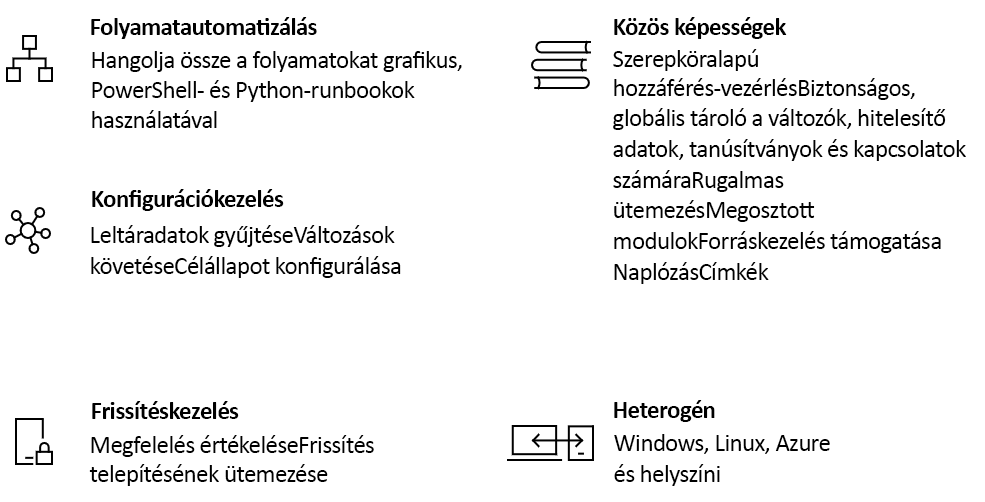 Folyamatautomatizálás
Hangolja össze a folyamatokat grafikus,
PowerShell- és Python-runbookok
használatával
Konfigurációkezelés
Leltáradatok gyűjtéseVáltozások
követéseCélállapot konfigurálása
Frissítéskezelés
Megfelelés értékeléseFrissítés
telepítésének ütemezése
Közös képességek
Szerepköralapú
hozzáférés-vezérlésBiztonságos,
globális tároló a változók, hitelesítő
adatok, tanúsítványok és kapcsolatok
számáraRugalmas
ütemezésMegosztott
modulokForráskezelés támogatása
NaplózásCímkék
Heterogén
Windows, Linux, Azure
és helyszíni